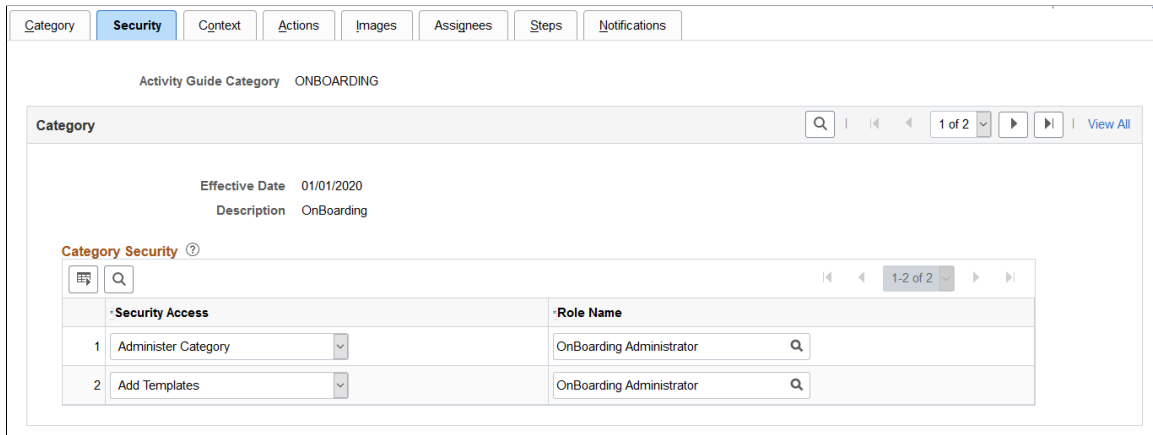 Category Security Context Actions Images Assignees Steps Notifications
Activity Guide Category ONBOARDING
Category 1 of 2 View All
Effective Date 01/01/2020
Description OnBoarding
Category Security ?
1-2 of 2
*Security Access *Role Name
1 Administer Category OnBoarding Administrator
2 Add Templates OnBoarding Administrator